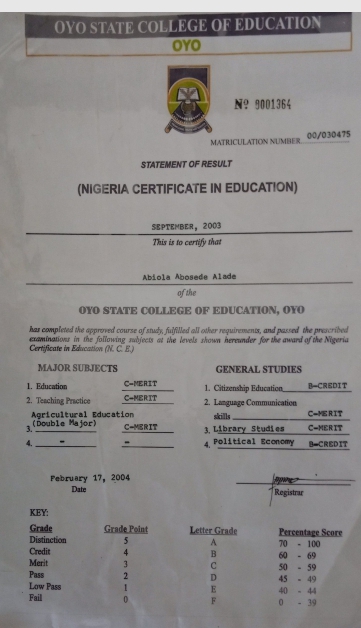 OYO STATE COLLEGE OF EDUCATION
OYO
Nº 0001364
MATRICULATION NUMBER 00/030475
STATEMENT OF RESULT
(NIGERIA CERTIFICATE IN EDUCATION)
SEPTEMBER, 2003
This is to certify that
Abiola Abosede Alade
of the
OYO STATE COLLEGE OF EDUCATION, OYO
has completed the approved course of study, fulfilled all other requirements, and passed the prescribed
examinations in the following subjects at the levels shown hereunder for the award of the Nigeria
Certificate in Education (N. C. E.)
MAJOR SUBJECTS
1. Education C-MERIT
2. Teaching Practice C-MERIT
Agricultural Education
3. (Double Major) C-MERIT
4. - -
GENERAL STUDIES
1. Citizenship Education B-CREDIT
2. Language Communication
skills C-MERIT
3. Library Studies C-MERIT
4. Political Economy B-CREDIT
February 17, 2004
Date
Registrar
KEY:
Grade Grade Point Letter Grade Percentage Score
Distinction 5 A 70 - 100
Credit 4 B 60 - 69
Merit 3 C 50 - 59
Pass 2 D 45 - 49
Low Pass 1 E 40 - 44
Fail 0 F 0 - 39